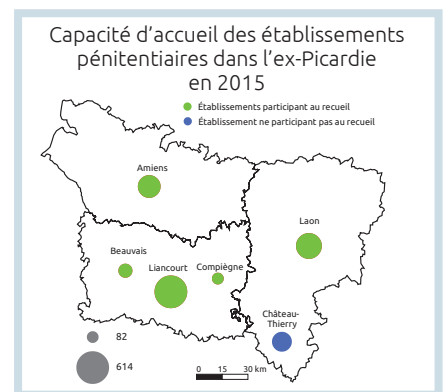 Capacité d'accueil des établissements
pénitentiaires dans l'ex-Picardie
en 2015
Établissements participant au recueil
Établissement ne participant pas au recueil
Amiens
Laon
Beauvais
Liancourt
Compiègne
Château-
Thierry
82
614
0 15 30 km